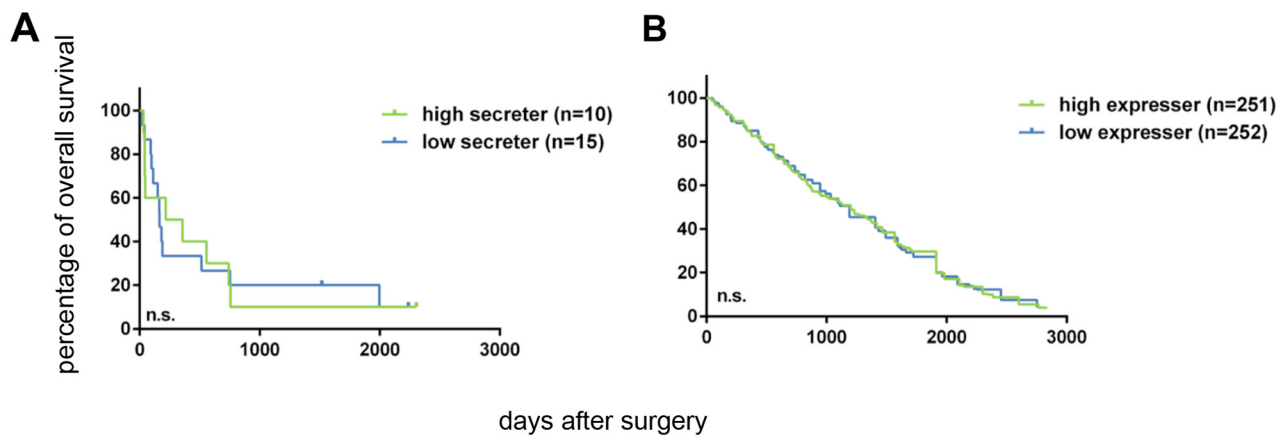 A
B
percentage of overall survival
high secreter (n=10)
low secreter (n=15)
100
80
60
40
20
0
n.s.
0 1000 2000 3000
high expresser (n=251)
low expresser (n=252)
100
80
60
40
20
0
n.s.
0 1000 2000 3000
days after surgery